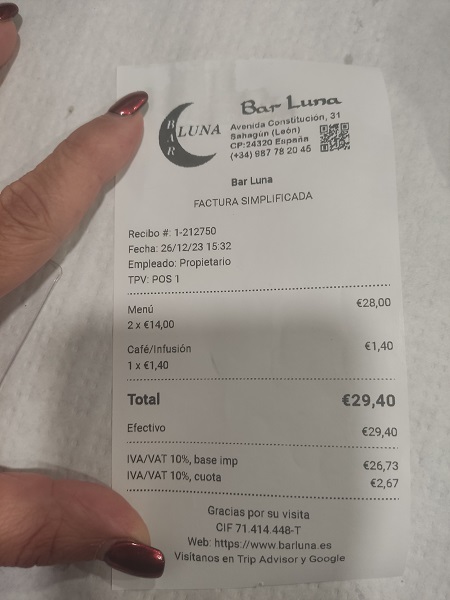 BAR
LUNA
Bar Luna
Avenida Constitución, 31
Sahagún (León)
CP:24320 España
(+34) 987 78 20 45
Bar Luna
FACTURA SIMPLIFICADA
Recibo #: 1-212750
Fecha: 26/12/23 15:32
Empleado: Propietario
TPV: POS 1
Menú €28,00
2 x €14,00
Café/Infusión €1,40
1 x €1,40
Total €29,40
Efectivo €29,40
IVA/VAT 10%, base imp €26,73
IVA/VAT 10%, cuota €2,67
Gracias por su visita
CIF 71.414.448-T
Web: https://www.barluna.es
Visítanos en Trip Advisor y Google